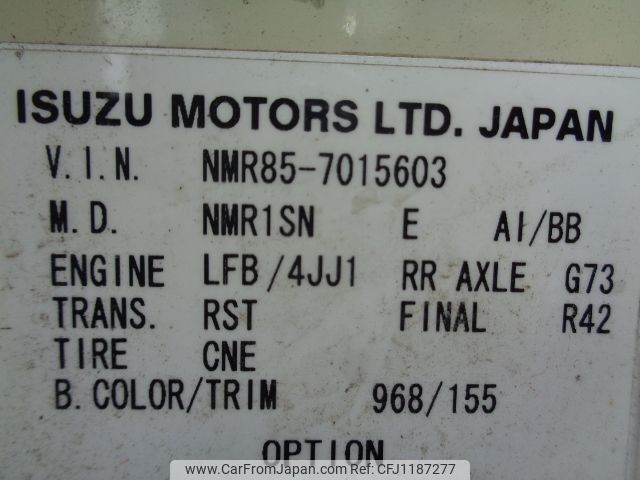 ISUZU MOTORS LTD. JAPAN
V.I.N. NMR85-7015603
M.D. NMR1SN E AI/BB
ENGINE LFB/4JJ1 RR AXLE G73
TRANS. RST FINAL R42
TIRE CNE
B.COLOR/TRIM 968/155
OPTION
www.CarFromJapan.com | CFJ1187277